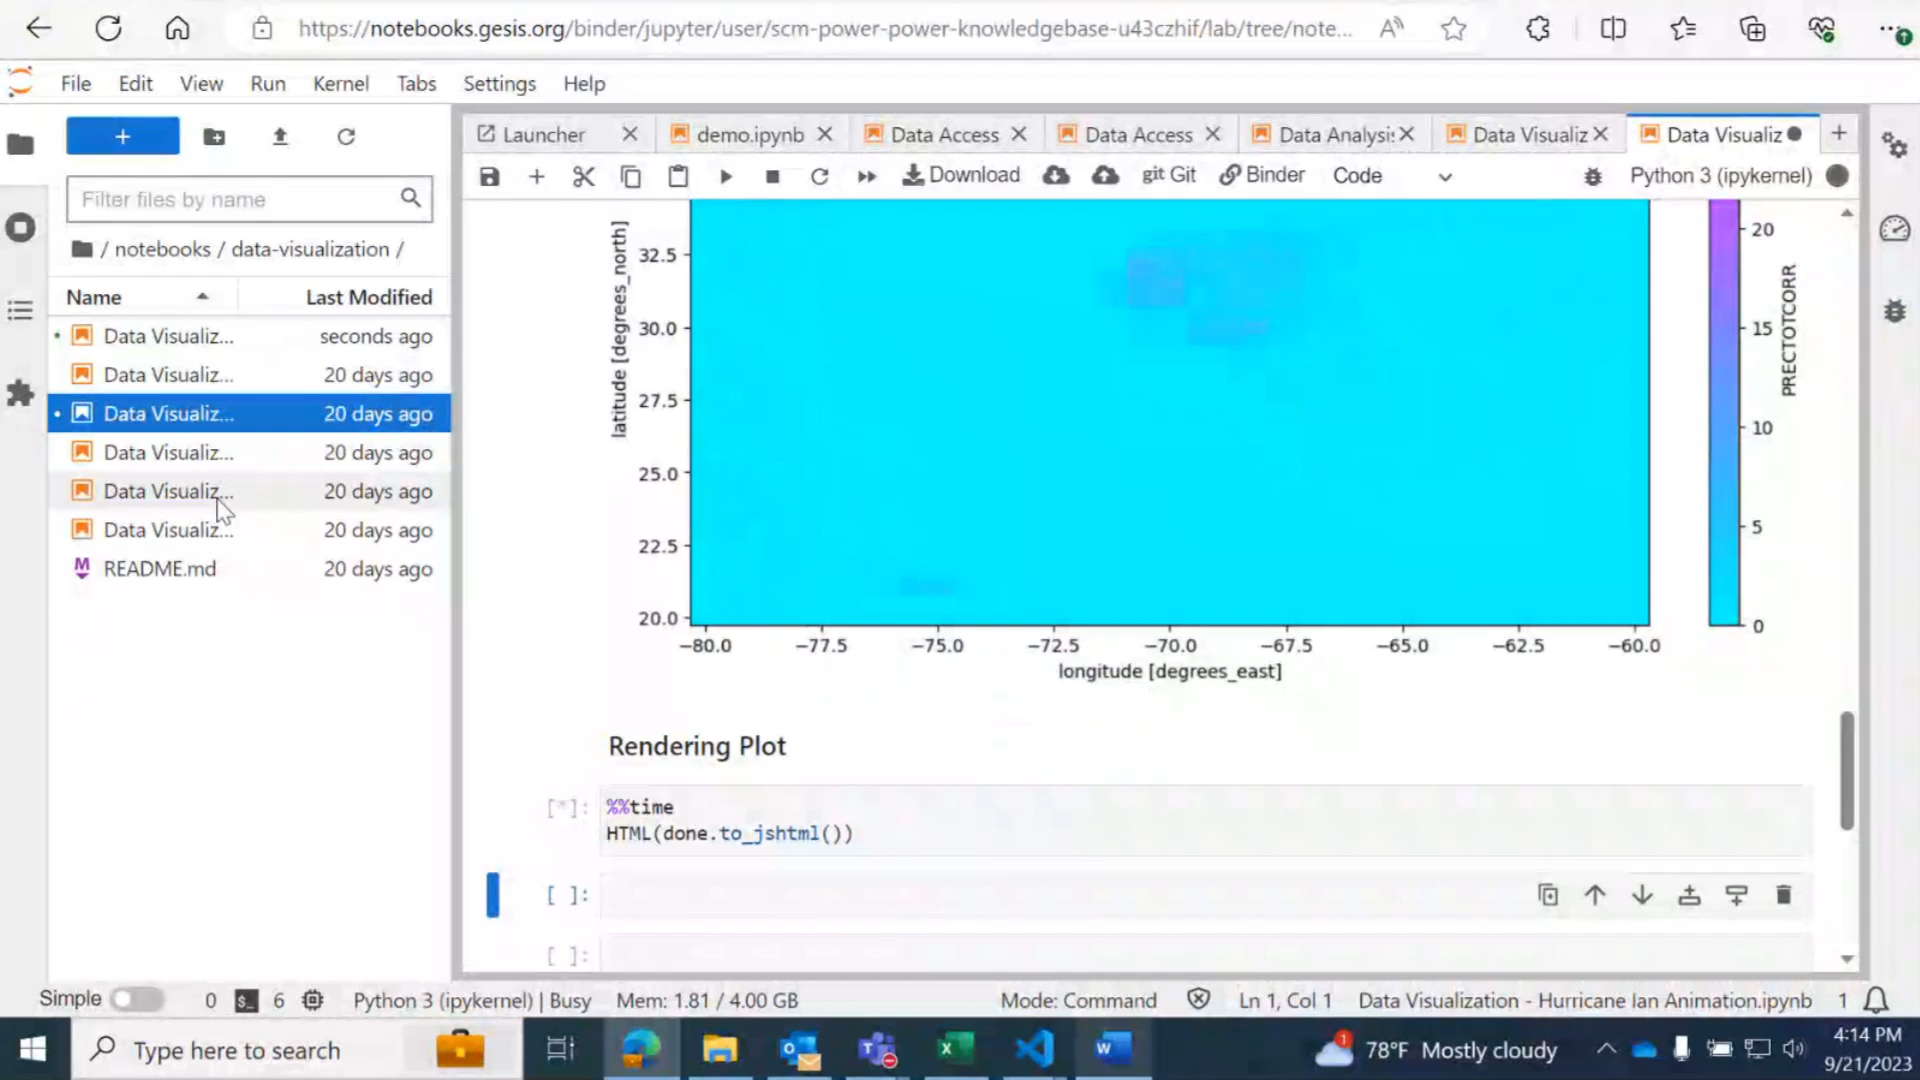 https://notebooks.gesis.org/binder/jupyter/user/scm-power-power-knowledgebase-u43czhif/lab/tree/note...
File Edit View Run Kernel Tabs Settings Help
Launcher demo.ipynb Data Access Data Access Data Analysis Data Visualiz Data Visualiz
Download git Git Binder Code Python 3 (ipykernel)
Filter files by name
/ notebooks / data-visualization /
Name Last Modified
Data Visualiz... seconds ago
Data Visualiz... 20 days ago
Data Visualiz... 20 days ago
Data Visualiz... 20 days ago
Data Visualiz... 20 days ago
Data Visualiz... 20 days ago
README.md 20 days ago
latitude [degrees_north]
32.5
30.0
27.5
25.0
22.5
20.0
−80.0 −77.5 −75.0 −72.5 −70.0 −67.5 −65.0 −62.5 −60.0
longitude [degrees_east]
20
15
10
5
0
PRECTOTCORR
Rendering Plot
[*]: %%time
HTML(done.to_jshtml())
[ ]:
[ ]:
Simple 0 $_ 6 Python 3 (ipykernel) | Busy Mem: 1.81 / 4.00 GB Mode: Command Ln 1, Col 1 Data Visualization - Hurricane Ian Animation.ipynb 1
Type here to search
1 78°F Mostly cloudy
4:14 PM
9/21/2023